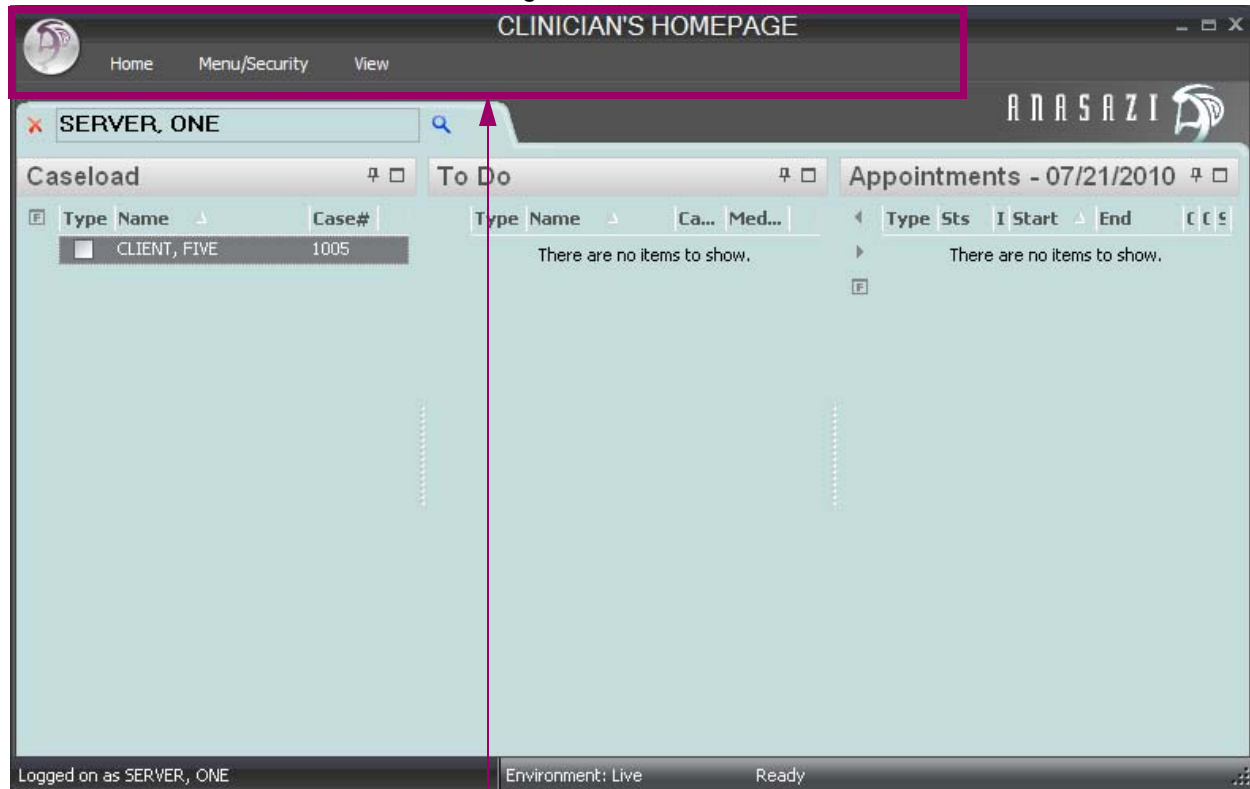 CLINICIAN'S HOMEPAGE
Home Menu/Security View
ANASAZI
SERVER, ONE
Caseload
F Type Name Case#
CLIENT, FIVE 1005
To Do
Type Name Ca... Med...
There are no items to show.
Appointments - 07/21/2010
Type Sts I Start End
There are no items to show.
F
Logged on as SERVER, ONE Environment: Live Ready